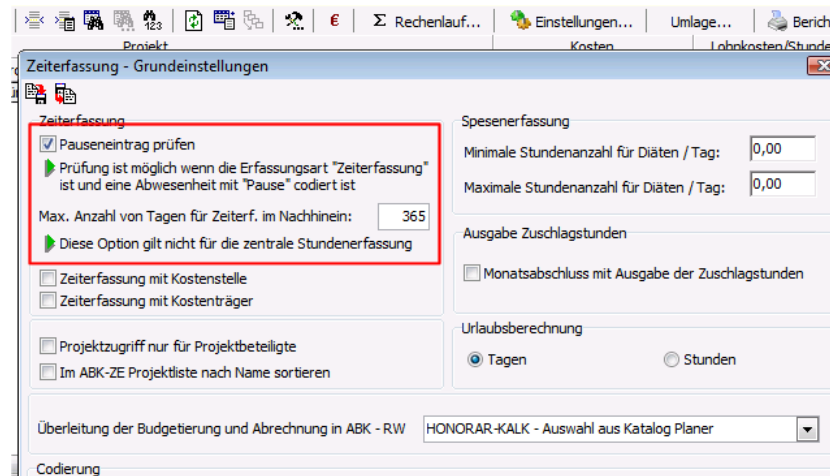 123
€
Σ Rechenlauf...
Einstellungen...
Umlage...
Projekt
Kosten
Zeiterfassung - Grundeinstellungen
Zeiterfassung
Pauseneintrag prüfen
Prüfung ist möglich wenn die Erfassungsart "Zeiterfassung"
ist und eine Abwesenheit mit "Pause" codiert ist
Max. Anzahl von Tagen für Zeiterf. im Nachhinein: 365
Diese Option gilt nicht für die zentrale Stundenerfassung
Zeiterfassung mit Kostenstelle
Zeiterfassung mit Kostenträger
Projektzugriff nur für Projektbeteiligte
Im ABK-ZE Projektliste nach Name sortieren
Spesenerfassung
Minimale Stundenanzahl für Diäten / Tag: 0,00
Maximale Stundenanzahl für Diäten / Tag: 0,00
Ausgabe Zuschlagstunden
Monatsabschluss mit Ausgabe der Zuschlagstunden
Urlaubsberechnung
Tagen
Stunden
Überleitung der Budgetierung und Abrechnung in ABK - RW HONORAR-KALK - Auswahl aus Katalog Planer
Codierung